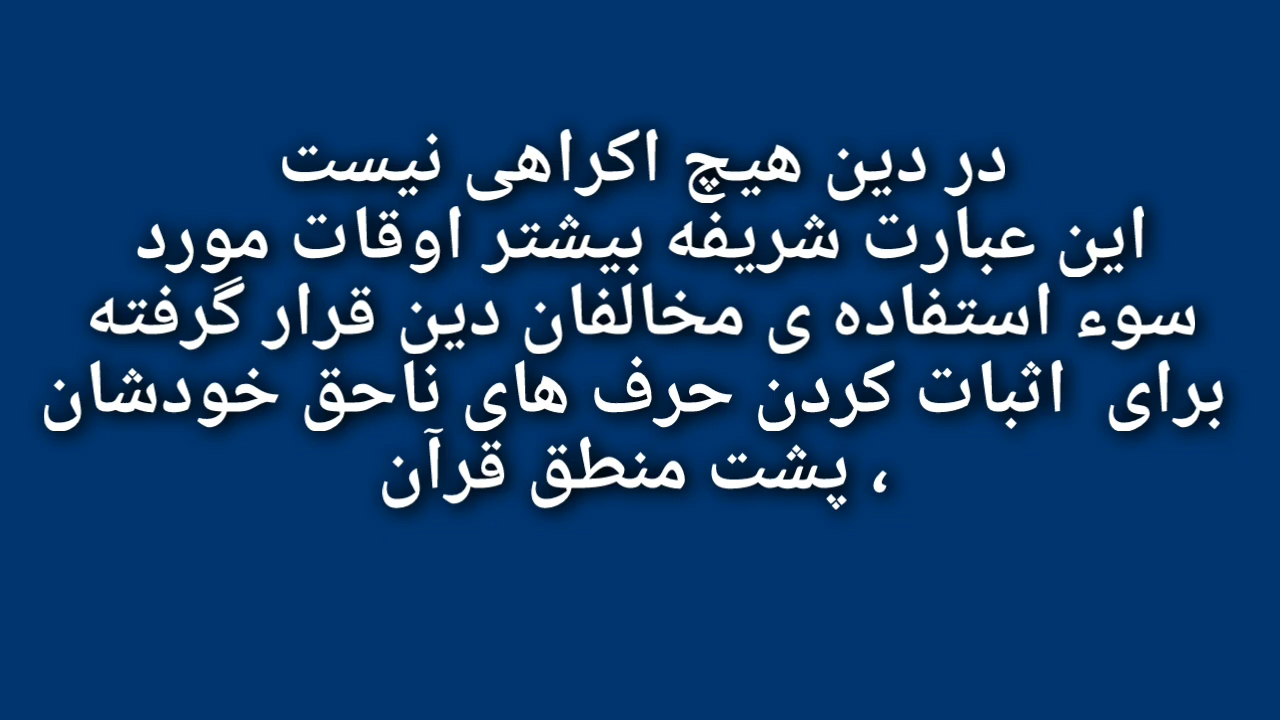 در دین هیچ اکراهی نیست
این عبارت شریفه بیشتر اوقات مورد
سوء استفاده ی مخالفان دین قرار گرفته
برای  اثبات کردن حرف های ناحق خودشان
، پشت منطق قرآن